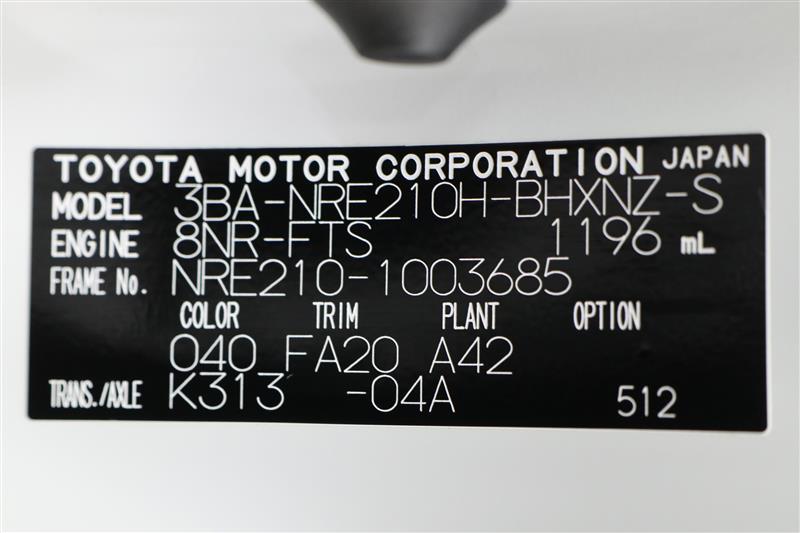 TOYOTA MOTOR CORPORATION JAPAN
MODEL 3BA-NRE210H-BHXNZ-S
ENGINE 8NR-FTS 1196 mL
FRAME No. NRE210-1003685
COLOR TRIM PLANT OPTION
040 FA20 A42
TRANS./AXLE K313 -04A 512